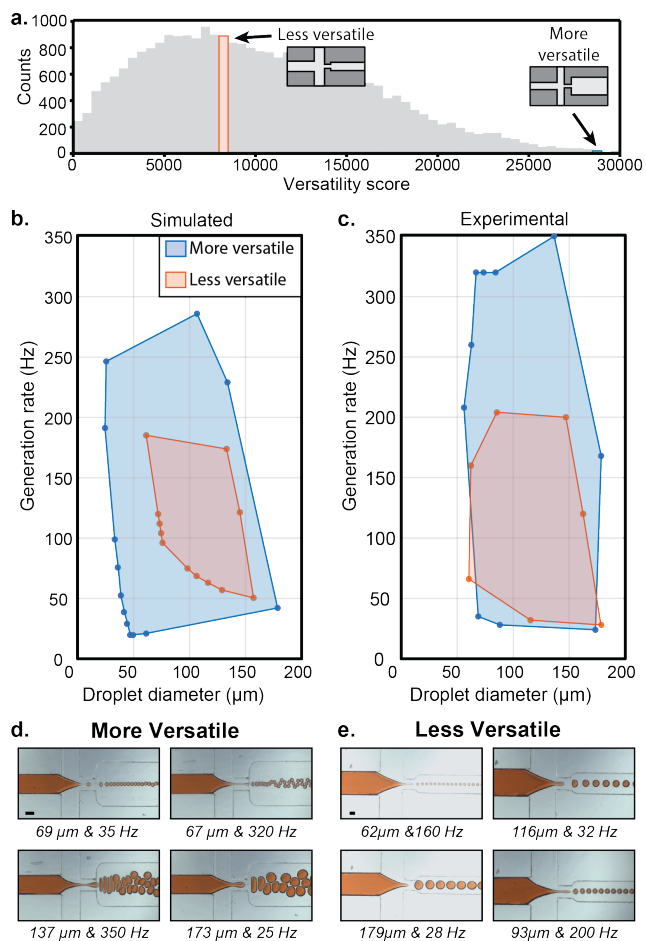 a.
1000
800
600
400
200
0
Counts
Less versatile
More
versatile
0
5000
10000
15000
20000
25000
30000
Versatility score
b.
Simulated
350
300
250
200
150
100
50
0
Generation rate (Hz)
More versatile
Less versatile
0
50
100
150
200
Droplet diameter (µm)
c.
Experimental
350
300
250
200
150
100
50
0
Generation rate (Hz)
0
50
100
150
200
Droplet diameter (µm)
d.
More Versatile
69 µm & 35 Hz
67 µm & 320 Hz
137 µm & 350 Hz
173 µm & 25 Hz
e.
Less Versatile
62µm&160 Hz
116µm & 32 Hz
179µm & 28 Hz
93µm & 200 Hz